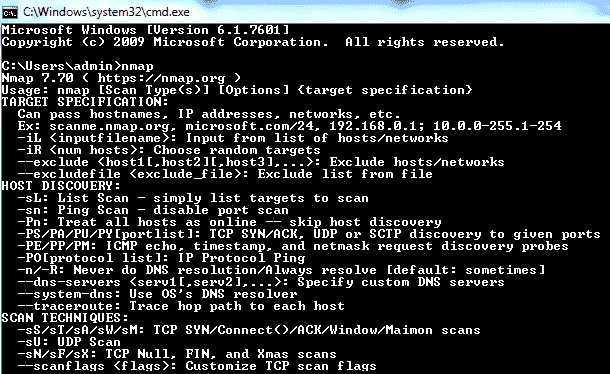 C:\Windows\system32\cmd.exe
Microsoft Windows [Version 6.1.7601]
Copyright (c) 2009 Microsoft Corporation.  All rights reserved.
C:\Users\admin>nmap
Nmap 7.70 ( https://nmap.org )
Usage: nmap [Scan Type(s)] [Options] {target specification}
TARGET SPECIFICATION:
  Can pass hostnames, IP addresses, networks, etc.
  Ex: scanme.nmap.org, microsoft.com/24, 192.168.0.1; 10.0.0-255.1-254
  -iL <inputfilename>: Input from list of hosts/networks
  -iR <num hosts>: Choose random targets
  --exclude <host1[,host2][,host3],...>: Exclude hosts/networks
  --excludefile <exclude_file>: Exclude list from file
HOST DISCOVERY:
  -sL: List Scan - simply list targets to scan
  -sn: Ping Scan - disable port scan
  -Pn: Treat all hosts as online -- skip host discovery
  -PS/PA/PU/PY[portlist]: TCP SYN/ACK, UDP or SCTP discovery to given ports
  -PE/PP/PM: ICMP echo, timestamp, and netmask request discovery probes
  -PO[protocol list]: IP Protocol Ping
  -n/-R: Never do DNS resolution/Always resolve [default: sometimes]
  --dns-servers <serv1[,serv2],...>: Specify custom DNS servers
  --system-dns: Use OS's DNS resolver
  --traceroute: Trace hop path to each host
SCAN TECHNIQUES:
  -sS/sT/sA/sW/sM: TCP SYN/Connect()/ACK/Window/Maimon scans
  -sU: UDP Scan
  -sN/sF/sX: TCP Null, FIN, and Xmas scans
  --scanflags <flags>: Customize TCP scan flags